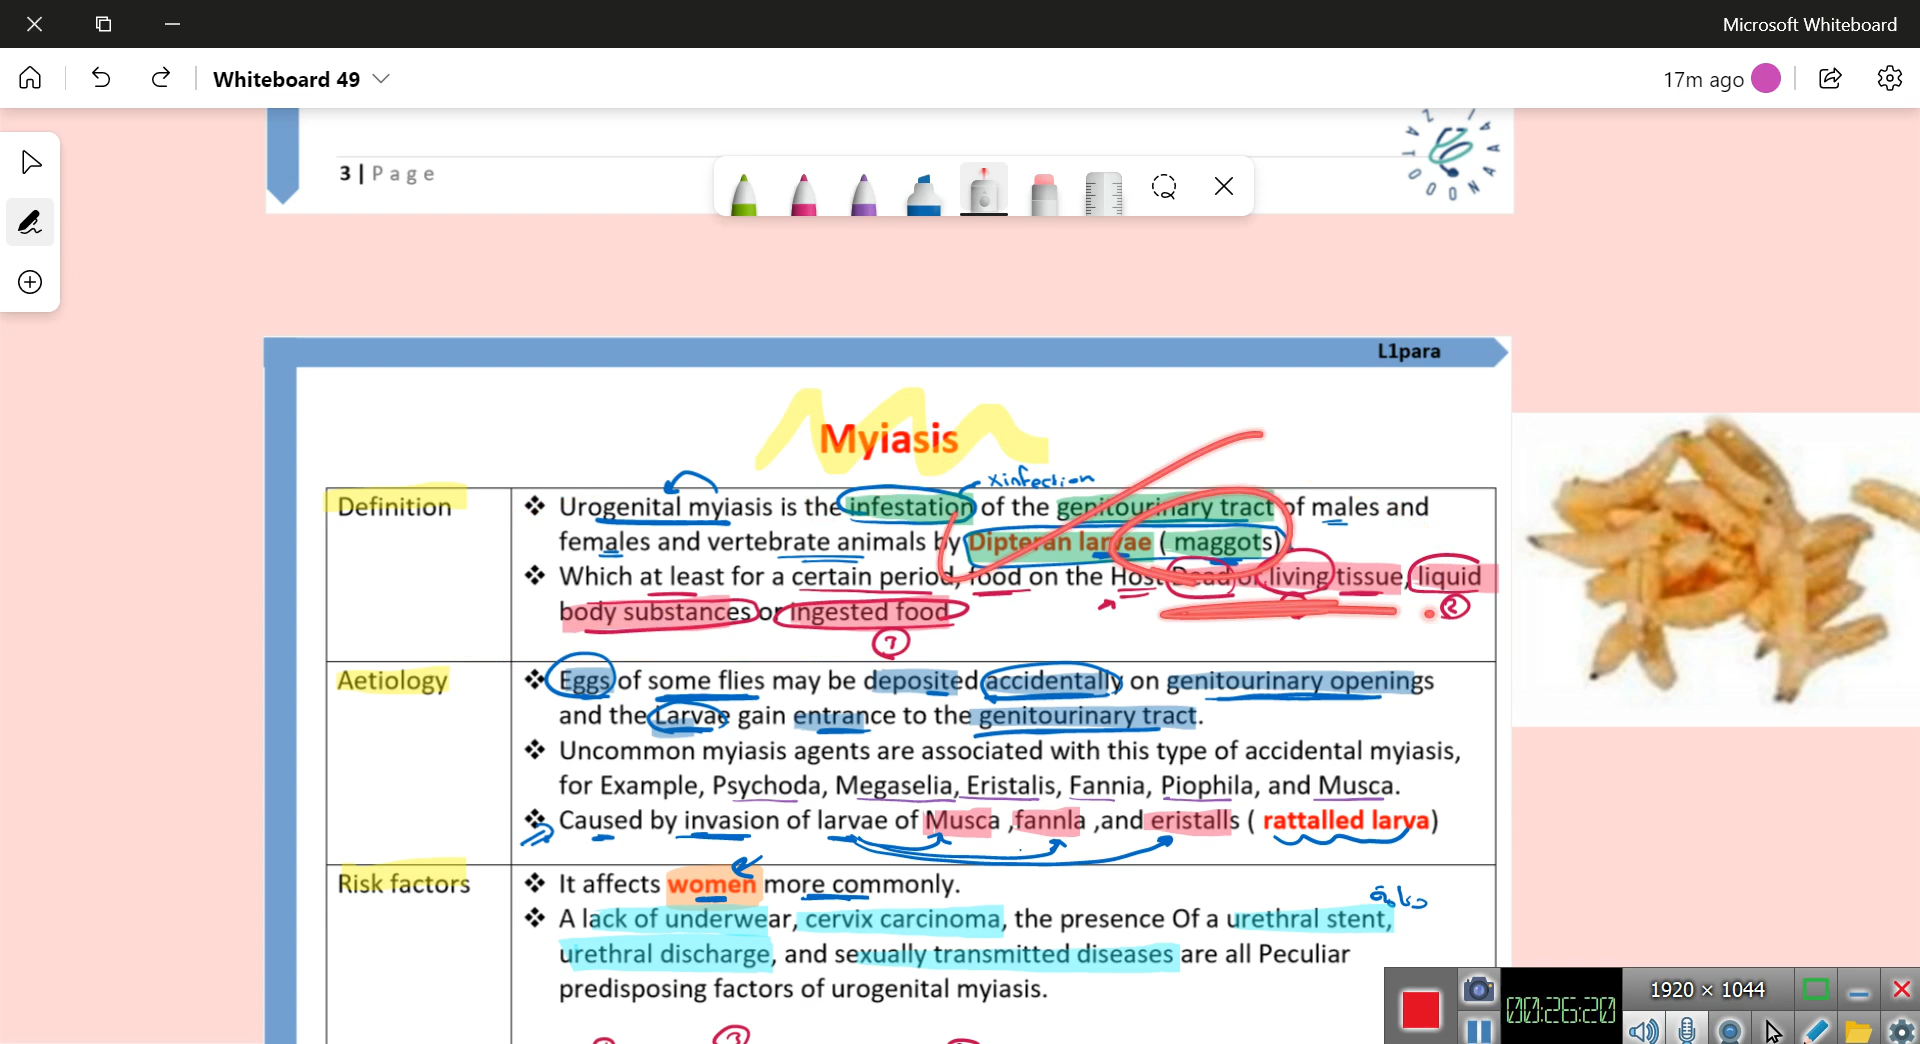 Microsoft Whiteboard
Whiteboard 49
17m ago
3 | Page
L1para
Myiasis
xinfection
Definition
Urogenital myiasis is the infestation of the genitourinary tract of males and
females and vertebrate animals by Dipteran larvae ( maggots)
Which at least for a certain period, food on the Host Dead or living tissue, liquid
body substances or ingested food
2
Aetiology
Eggs of some flies may be deposited accidentally on genitourinary openings
and the Larvae gain entrance to the genitourinary tract.
Uncommon myiasis agents are associated with this type of accidental myiasis,
for Example, Psychoda, Megaselia, Eristalis, Fannia, Piophila, and Musca.
Caused by invasion of larvae of Musca ,fannla ,and eristalls ( rattalled larva)
Risk factors
It affects women more commonly.
A lack of underwear, cervix carcinoma, the presence Of a urethral stent,
urethral discharge, and sexually transmitted diseases are all Peculiar
predisposing factors of urogenital myiasis.
3
00:26:20
1920 × 1044